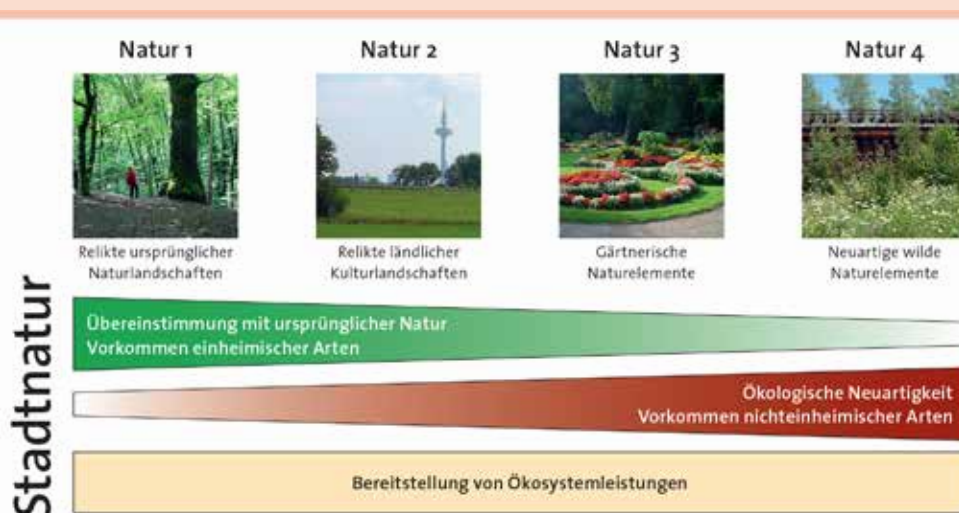 Natur 1
Natur 2
Natur 3
Natur 4
Relikte ursprünglicher
Naturlandschaften
Relikte ländlicher
Kulturlandschaften
Gärtnerische
Naturelemente
Neuartige wilde
Naturelemente
Stadtnatur
Übereinstimmung mit ursprünglicher Natur
Vorkommen einheimischer Arten
Ökologische Neuartigkeit
Vorkommen nichteinheimischer Arten
Bereitstellung von Ökosystemleistungen